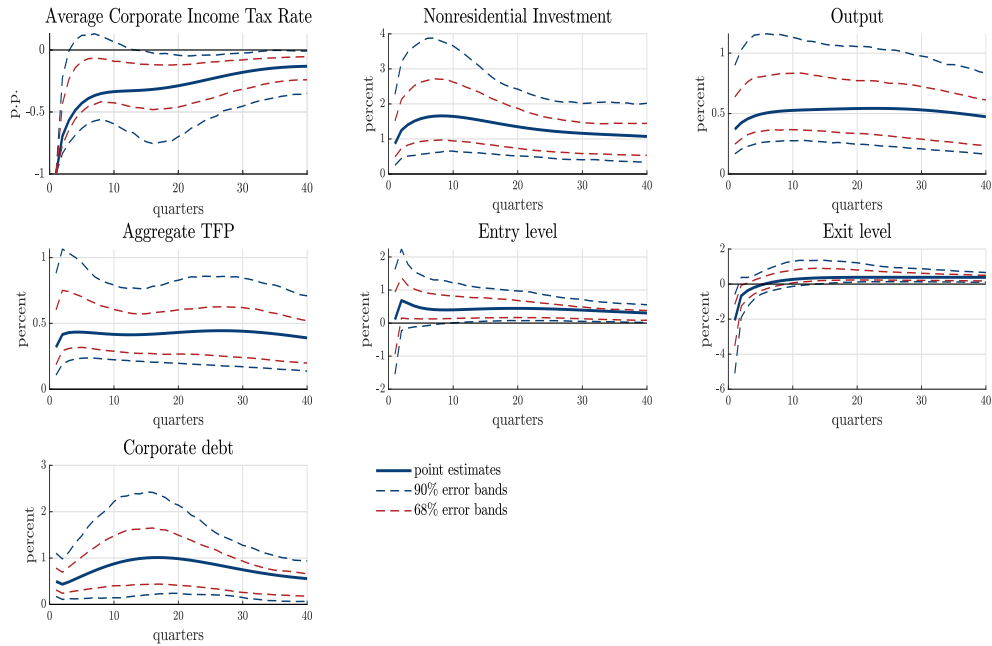 Average Corporate Income Tax Rate
Nonresidential Investment
Output
p.p.
0
-0.5
-1
0 10 20 30 40
quarters
percent
4
3
2
1
0
0 10 20 30 40
quarters
percent
1
0.5
0
0 10 20 30 40
quarters
Aggregate TFP
Entry level
Exit level
percent
1
0.5
0
0 10 20 30 40
quarters
percent
2
1
0
-1
-2
0 10 20 30 40
quarters
percent
2
0
-2
-4
-6
0 10 20 30 40
quarters
Corporate debt
percent
3
2
1
0
0 10 20 30 40
quarters
point estimates
90% error bands
68% error bands